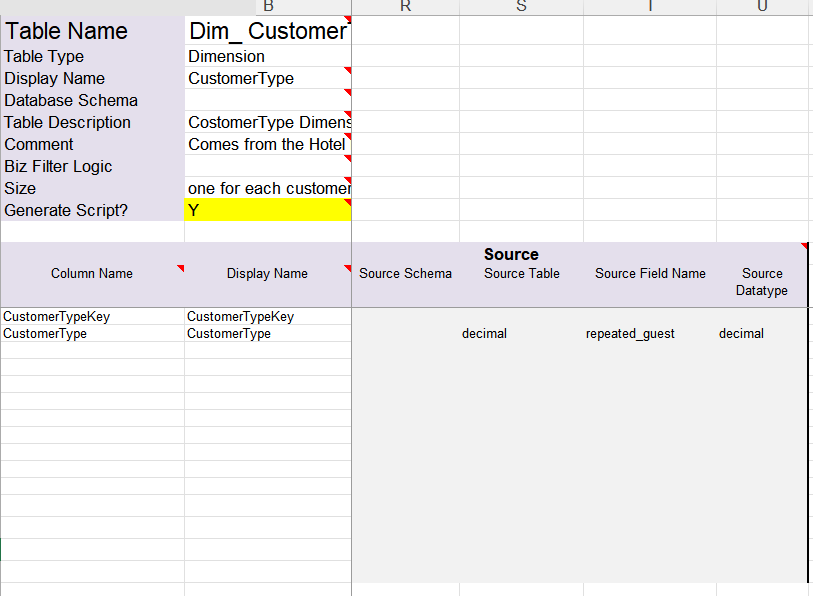 B R S T U
Table Name Dim_ Customer
Table Type Dimension
Display Name CustomerType
Database Schema
Table Description CostomerType Dimens
Comment Comes from the Hotel
Biz Filter Logic
Size one for each customer
Generate Script? Y
Source
Column Name Display Name Source Schema Source Table Source Field Name Source Datatype
CustomerTypeKey CustomerTypeKey
CustomerType CustomerType decimal repeated_guest decimal